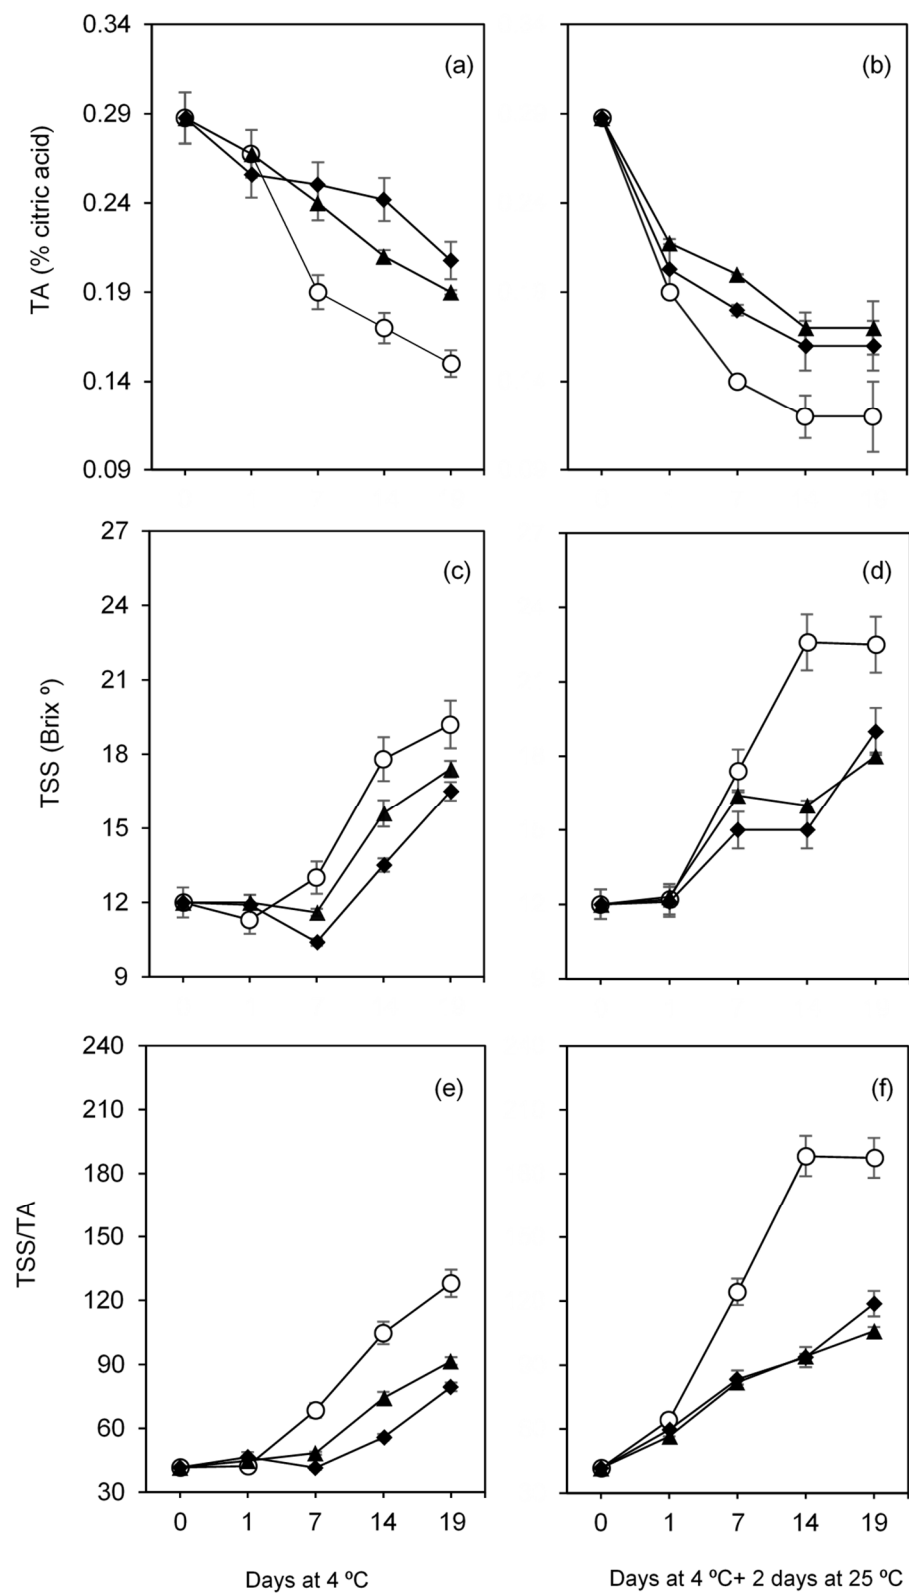 0.34
(a)
(b)
0.29
0.24
TA (% citric acid)
0.19
0.14
0.09
27
(c)
(d)
24
21
18
TSS (Brix º)
15
12
9
240
(e)
(f)
210
180
150
TSS/TA
120
90
60
30
0 1 7 14 19
0 1 7 14 19
Days at 4 ºC
Days at 4 ºC+ 2 days at 25 ºC